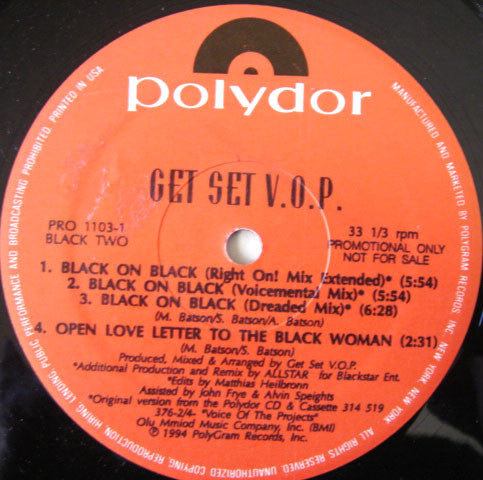 polydor
GET SET V.O.P.
PRO 1103-1
BLACK TWO
33 1/3 rpm
PROMOTIONAL ONLY
NOT FOR SALE
1. BLACK ON BLACK (Right On! Mix Extended)* (5:54)
2. BLACK ON BLACK (Voicemental Mix)* (5:54)
3. BLACK ON BLACK (Dreaded Mix)* (6:28)
(M. Batson/S. Batson/A. Batson)
4. OPEN LOVE LETTER TO THE BLACK WOMAN (2:31)
(M. Batson/S. Batson)
Produced, Mixed & Arranged by Get Set V.O.P.
*Additional Production and Remix by ALLSTAR for Blackstar Ent.
*Edits by Matthias Heilbronn
Assisted by John Frye & Alvin Speights
*Original version from the Polydor CD & Cassette 314 519
376-2/4- "Voice Of The Projects"
Olu Mmiod Music Company, Inc. (BMI)
℗ 1994 PolyGram Records, Inc.
MANUFACTURED AND MARKETED BY POLYGRAM RECORDS, INC. NEW YORK, NEW YORK
ALL RIGHTS RESERVED. UNAUTHORIZED COPYING, REPRODUCTION, HIRING, LENDING, PUBLIC PERFORMANCE AND BROADCASTING PROHIBITED. PRINTED IN USA